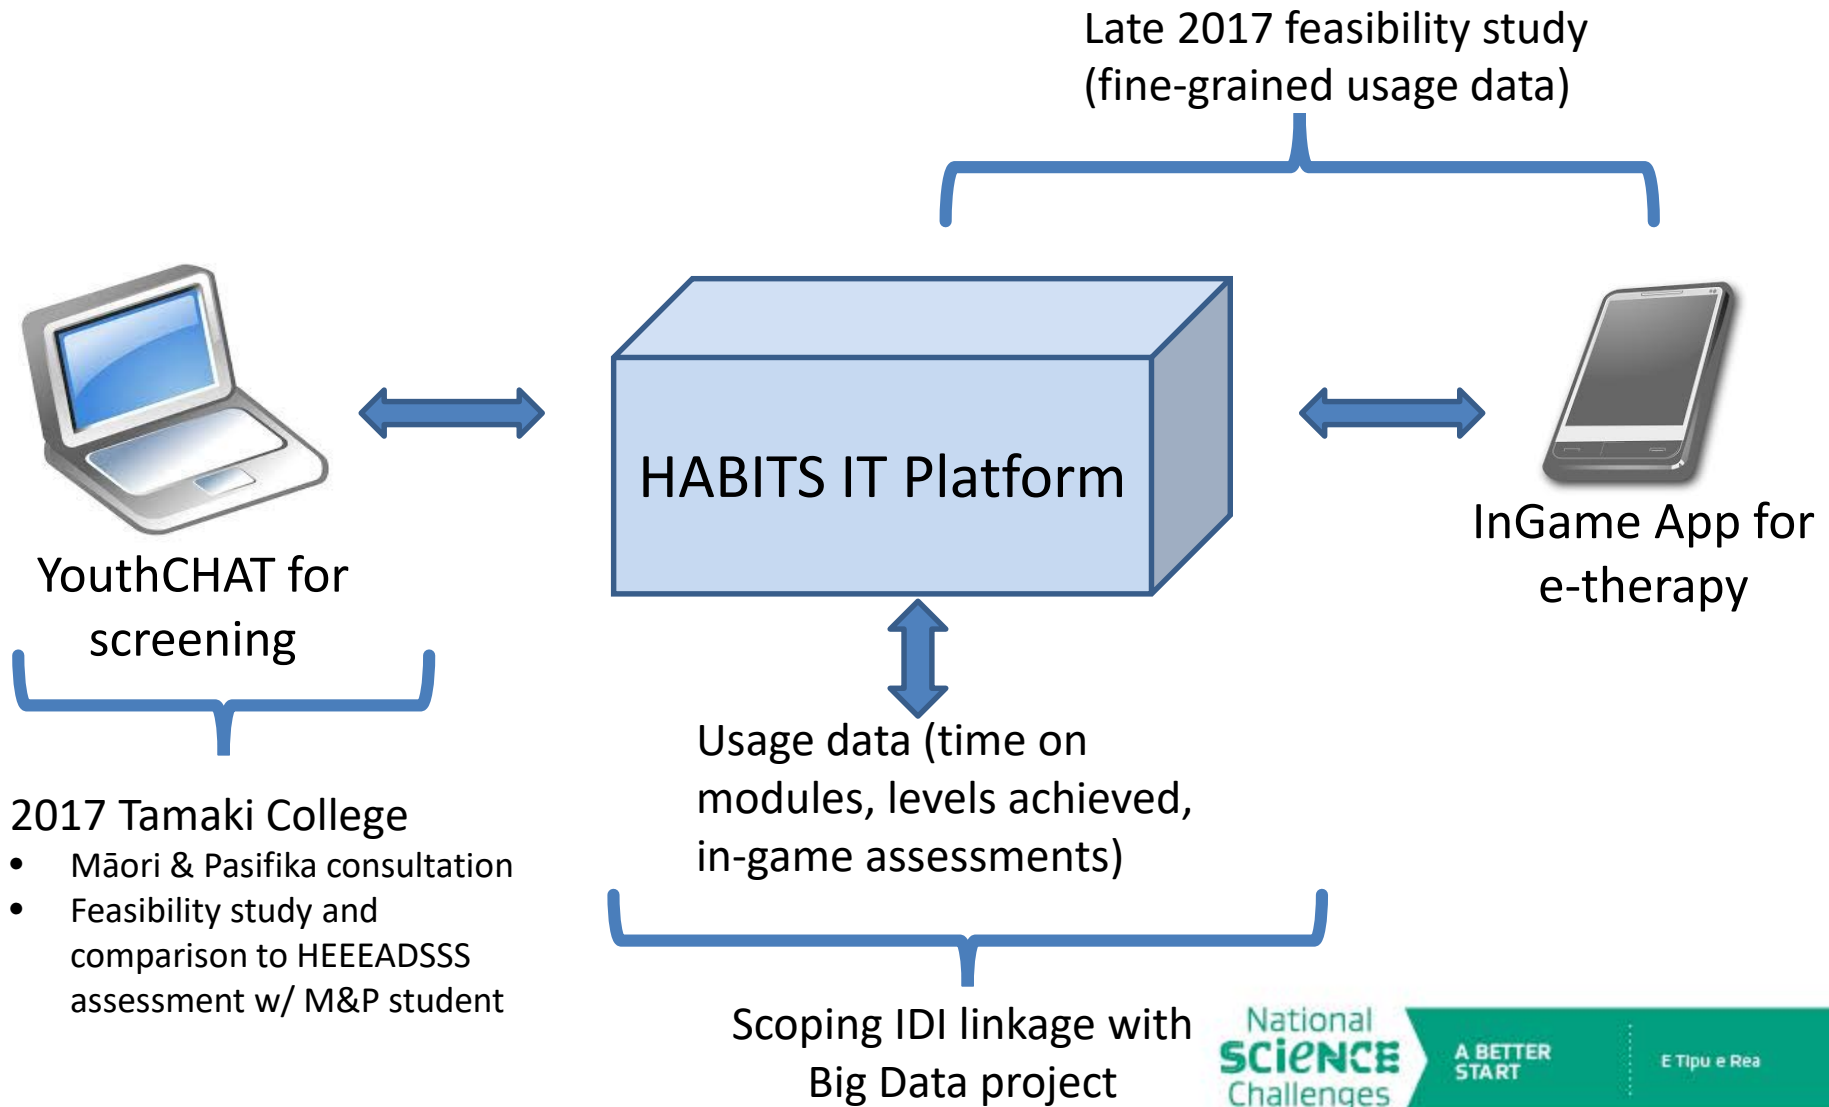 Late 2017 feasibility study
(fine-grained usage data)
HABITS IT Platform
YouthCHAT for
screening
InGame App for
e-therapy
Usage data (time on
modules, levels achieved,
in-game assessments)
2017 Tamaki College
• Māori & Pasifika consultation
• Feasibility study and
comparison to HEEEADSSS
assessment w/ M&P student
Scoping IDI linkage with
Big Data project
National
SCIENCE
Challenges
A BETTER
START
E Tipu e Rea